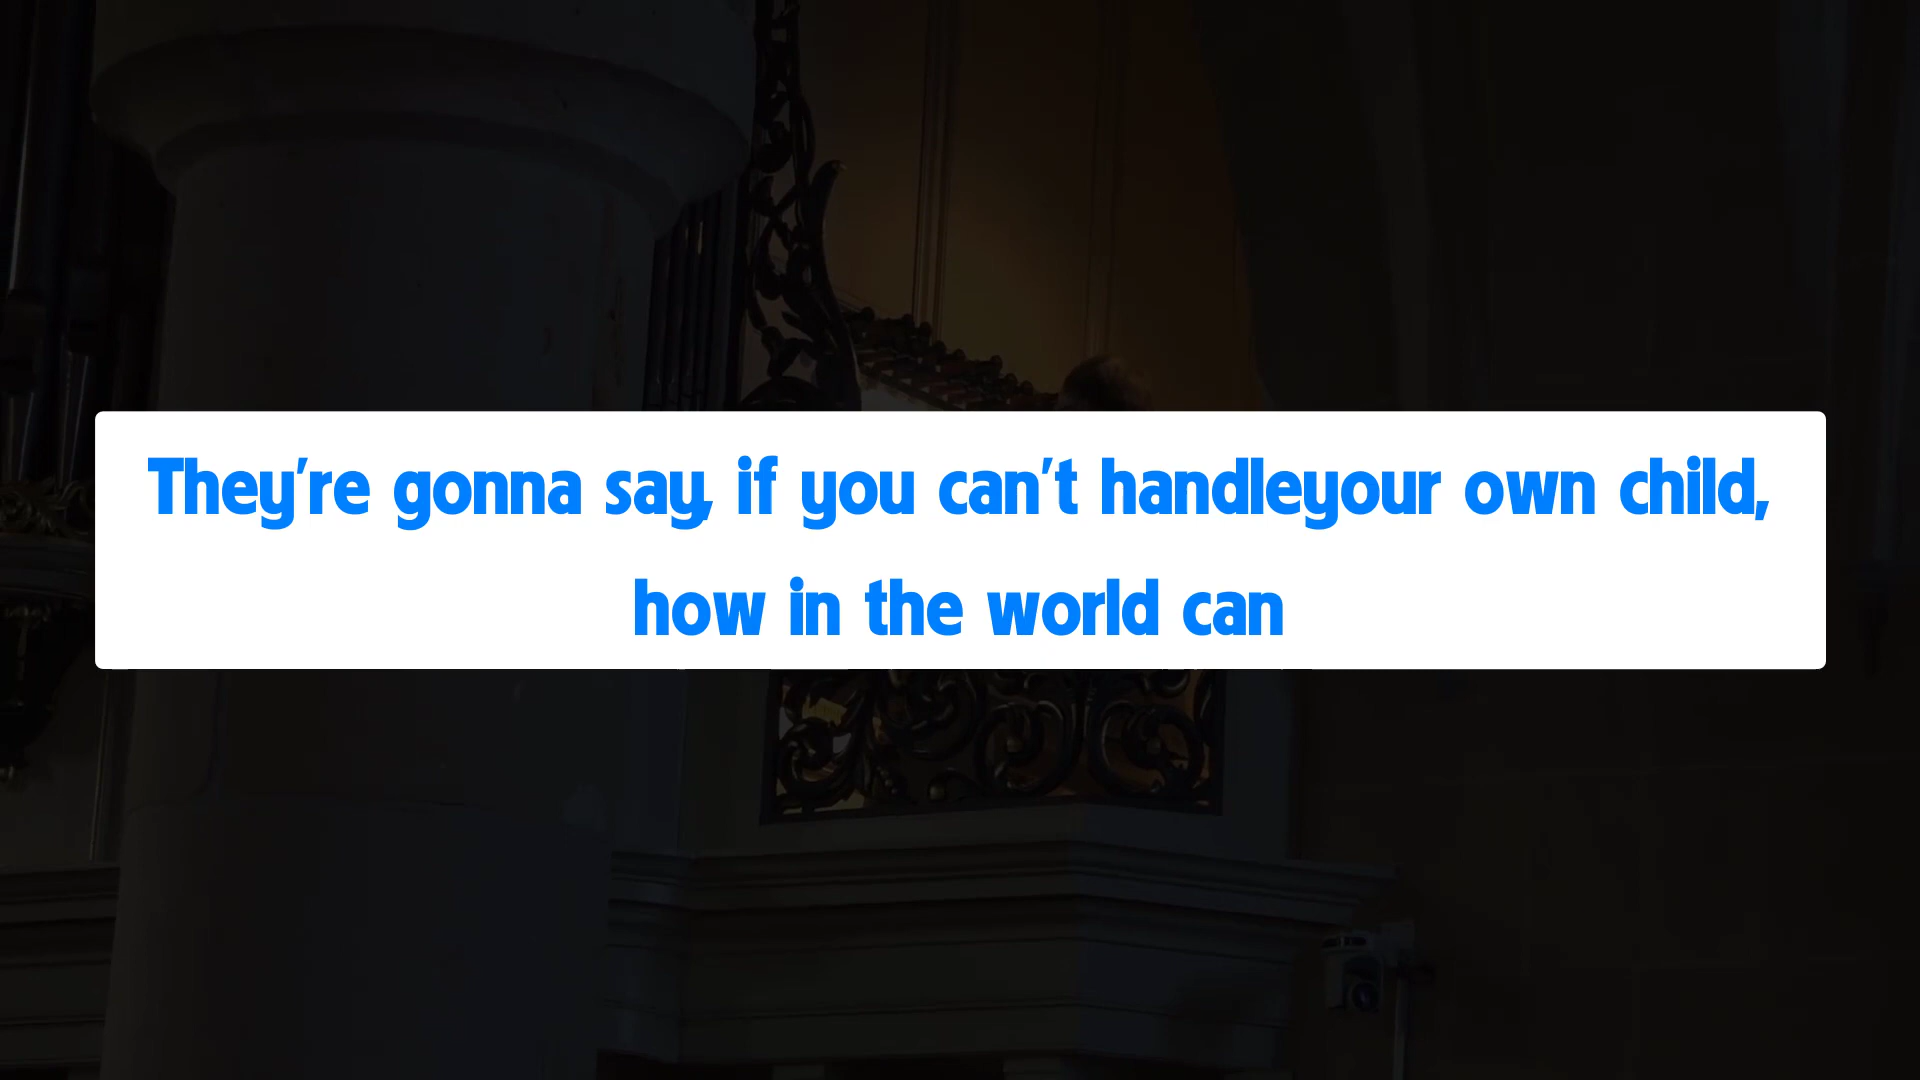 They're gonna say, if you can't handleyour own child,
how in the world can